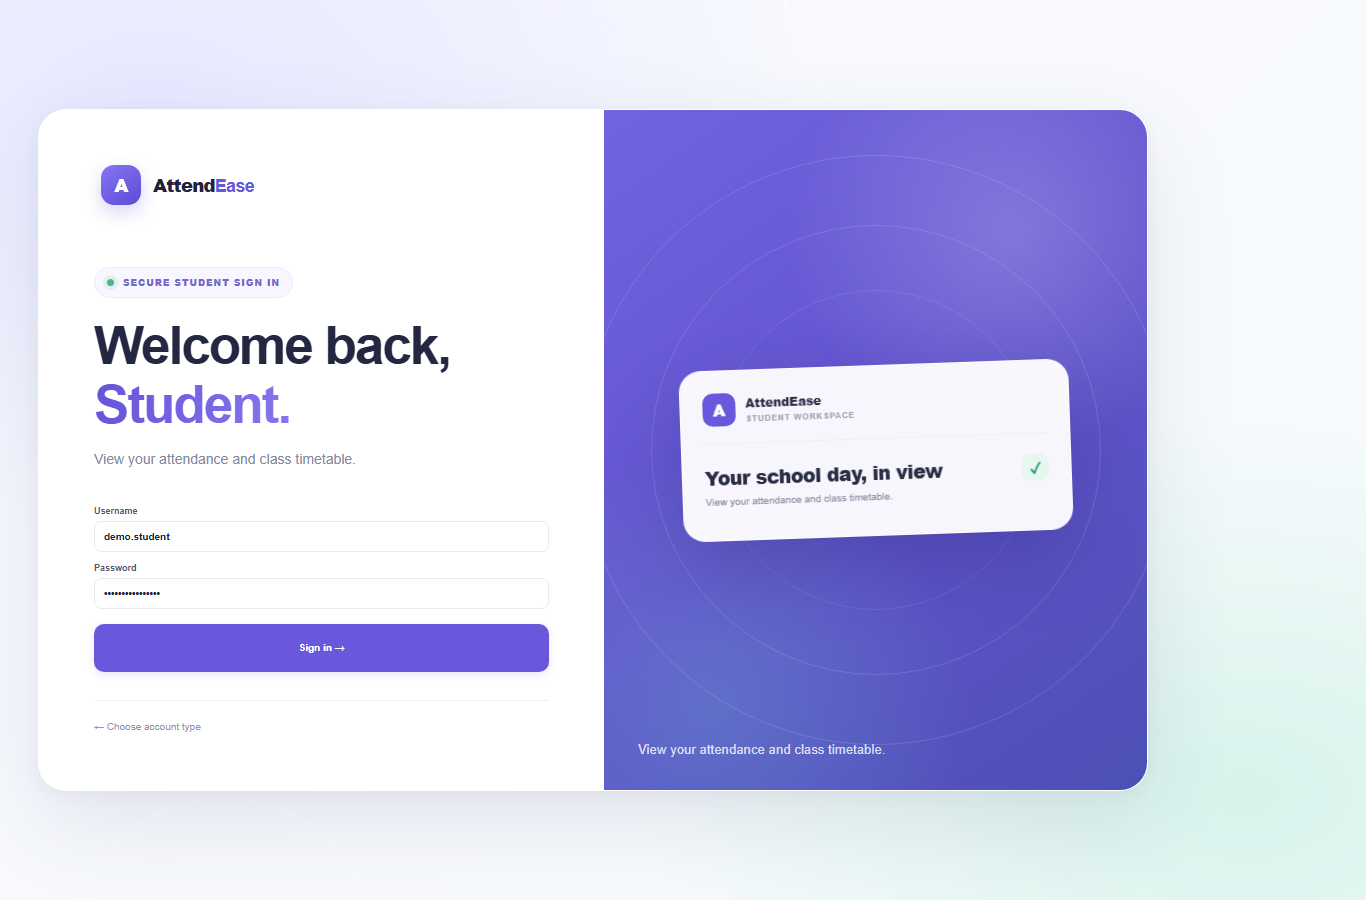 A
AttendEase
SECURE STUDENT SIGN IN
Welcome back,
Student.
View your attendance and class timetable.
Username
demo.student
Password
••••••••••••••••
Sign in →
← Choose account type
A
AttendEase
STUDENT WORKSPACE
Your school day, in view
✓
View your attendance and class timetable.
View your attendance and class timetable.